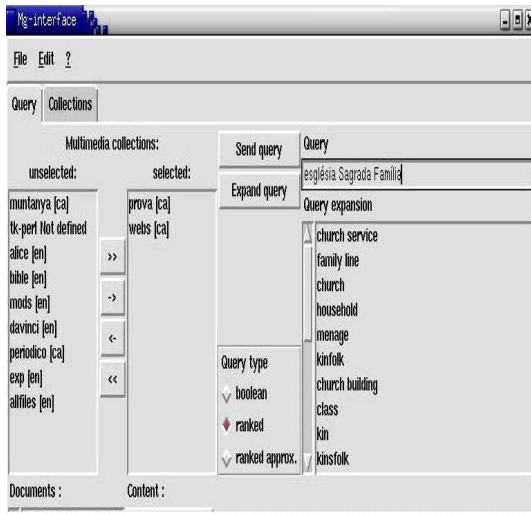 Mg-interface
File Edit ?
Query Collections
Multimedia collections:
unselected: selected:
muntanya [ca]
tk-perl Not defined
alice [en]
bible [en]
mods [en]
davinci [en]
periodico [ca]
exp [en]
allfiles [en]
>>
->
<-
<<
prova [ca]
webs [ca]
Send query
Expand query
Query type
boolean
ranked
ranked approx.
Query
església Sagrada Família
Query expansion
church service
family line
church
household
menage
kinfolk
church building
class
kin
kinsfolk
Documents : Content :